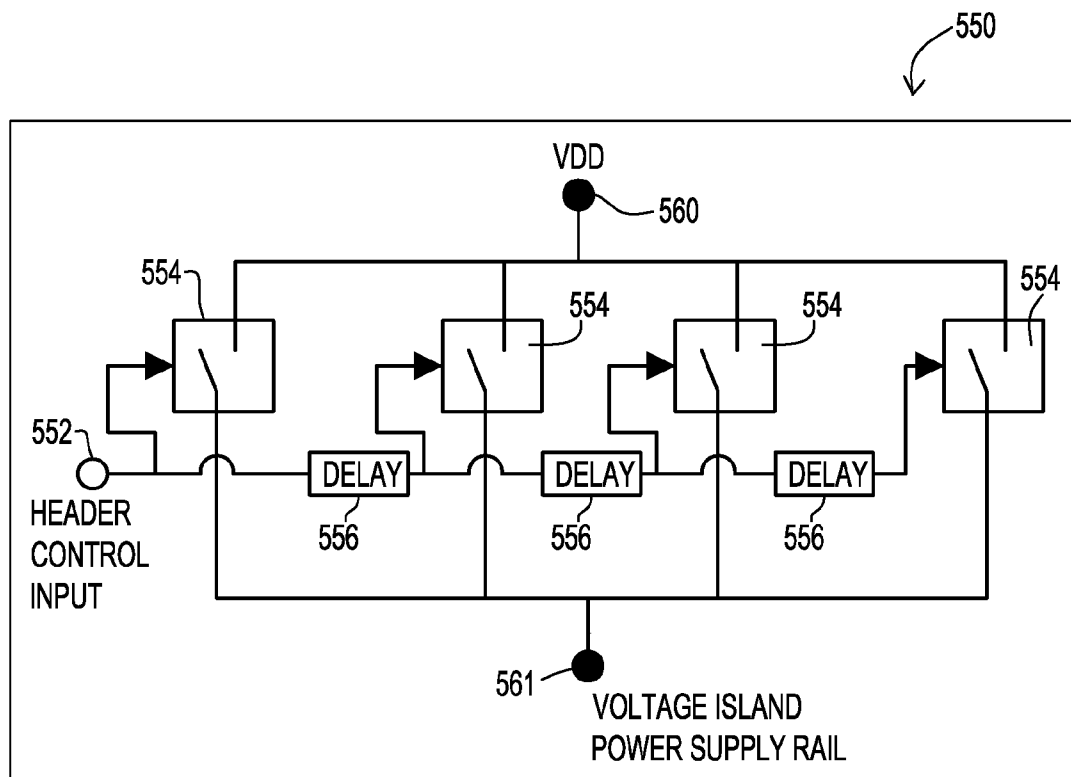 550
VDD
560
554
554
554
554
552
DELAY
DELAY
DELAY
556
556
556
HEADER
CONTROL
INPUT
561
VOLTAGE ISLAND
POWER SUPPLY RAIL